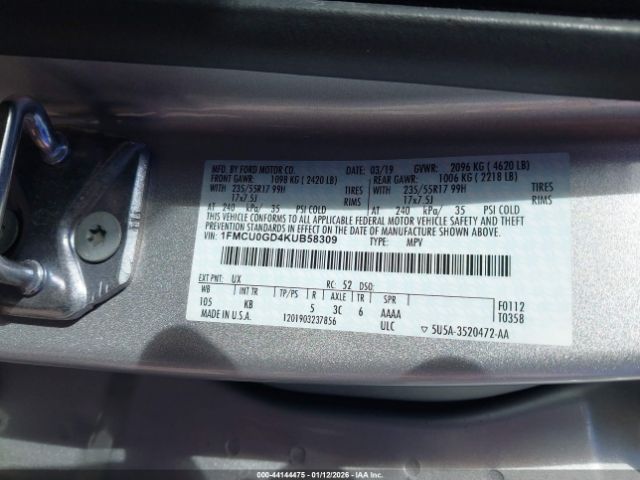 MFD. BY FORD MOTOR CO. DATE: 03/19 GVWR: 2096 KG ( 4620 LB)
FRONT GAWR: 1098 KG ( 2420 LB) REAR GAWR: 1006 KG ( 2218 LB)
WITH 235/55R17 99H TIRES WITH 235/55R17 99H TIRES
17x7.5J RIMS 17x7.5J RIMS
AT 240 kPa/ 35 PSI COLD AT 240 kPa/ 35 PSI COLD
THIS VEHICLE CONFORMS TO ALL APPLICABLE FEDERAL MOTOR VEHICLE SAFETY AND THEFT
PREVENTION STANDARDS IN EFFECT ON THE DATE OF MANUFACTURE SHOWN ABOVE.
VIN: 1FMCU0GD4KUB58309 TYPE: MPV
EXT PNT: UX RC: 52 DSO:
WB INT TR TP/PS R AXLE TR SPR F0112
105 KB 5 3C 6 AAAA T0358
MADE IN U.S.A. 1201903237856 ULC ▽ 5U5A-3520472-AA
000-44144475 - 01/12/2026 - IAAI.COM